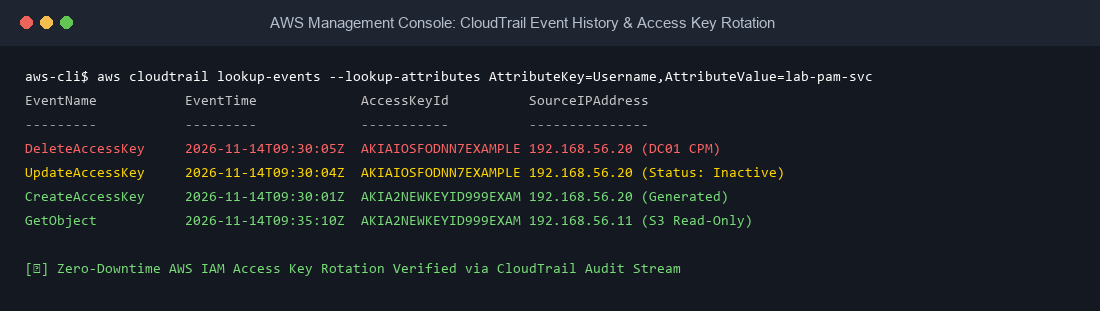 AWS Management Console: CloudTrail Event History & Access Key Rotation
aws-cli$ aws cloudtrail lookup-events --lookup-attributes AttributeKey=Username,AttributeValue=lab-pam-svc
EventName EventTime AccessKeyId SourceIPAddress
--------- --------- ----------- ---------------
DeleteAccessKey 2026-11-14T09:30:05Z AKIAIOSFODNN7EXAMPLE 192.168.56.20 (DC01 CPM)
UpdateAccessKey 2026-11-14T09:30:04Z AKIAIOSFODNN7EXAMPLE 192.168.56.20 (Status: Inactive)
CreateAccessKey 2026-11-14T09:30:01Z AKIA2NEWKEYID999EXAM 192.168.56.20 (Generated)
GetObject 2026-11-14T09:35:10Z AKIA2NEWKEYID999EXAM 192.168.56.11 (S3 Read-Only)
[] Zero-Downtime AWS IAM Access Key Rotation Verified via CloudTrail Audit Stream